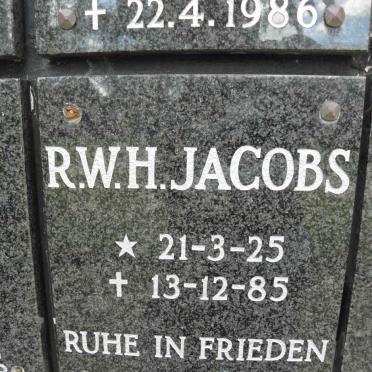 ✝ 22.4.1986
R.W.H. JACOBS
★ 21-3-25
✝ 13-12-85
RUHE IN FRIEDEN